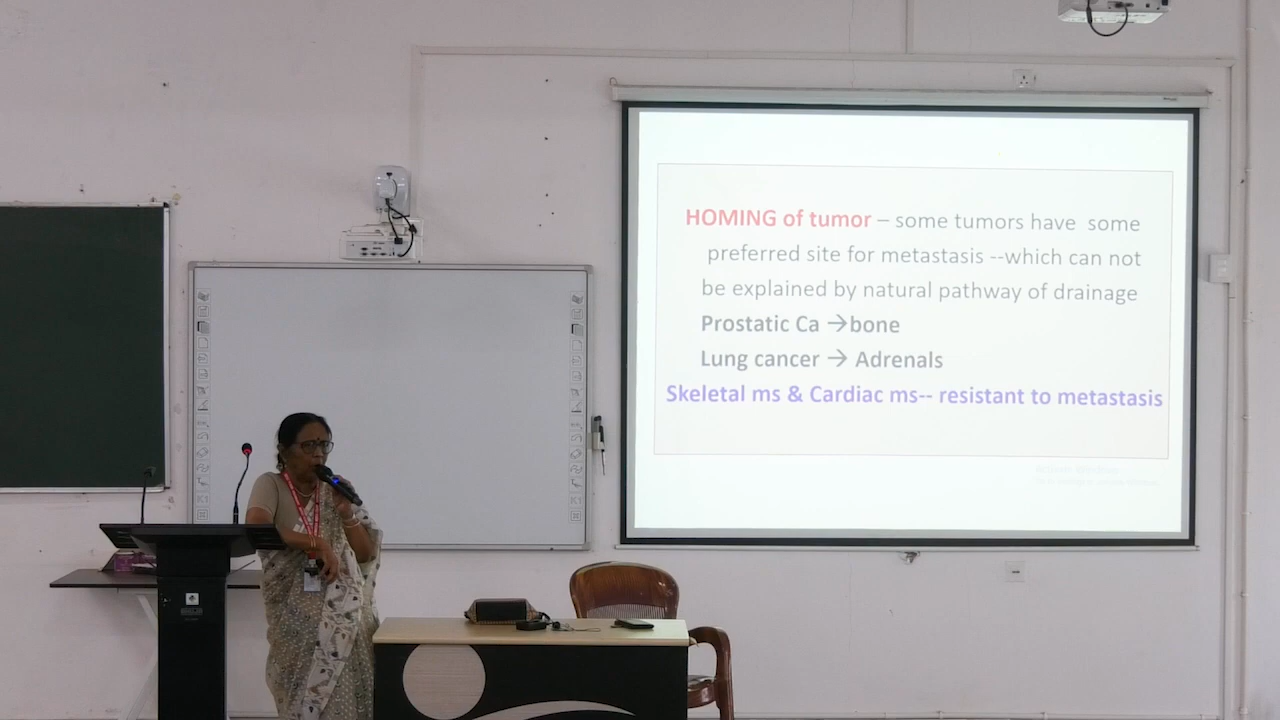 HOMING of tumor – some tumors have some
preferred site for metastasis --which can not
be explained by natural pathway of drainage
Prostatic Ca →bone
Lung cancer → Adrenals
Skeletal ms & Cardiac ms-- resistant to metastasis